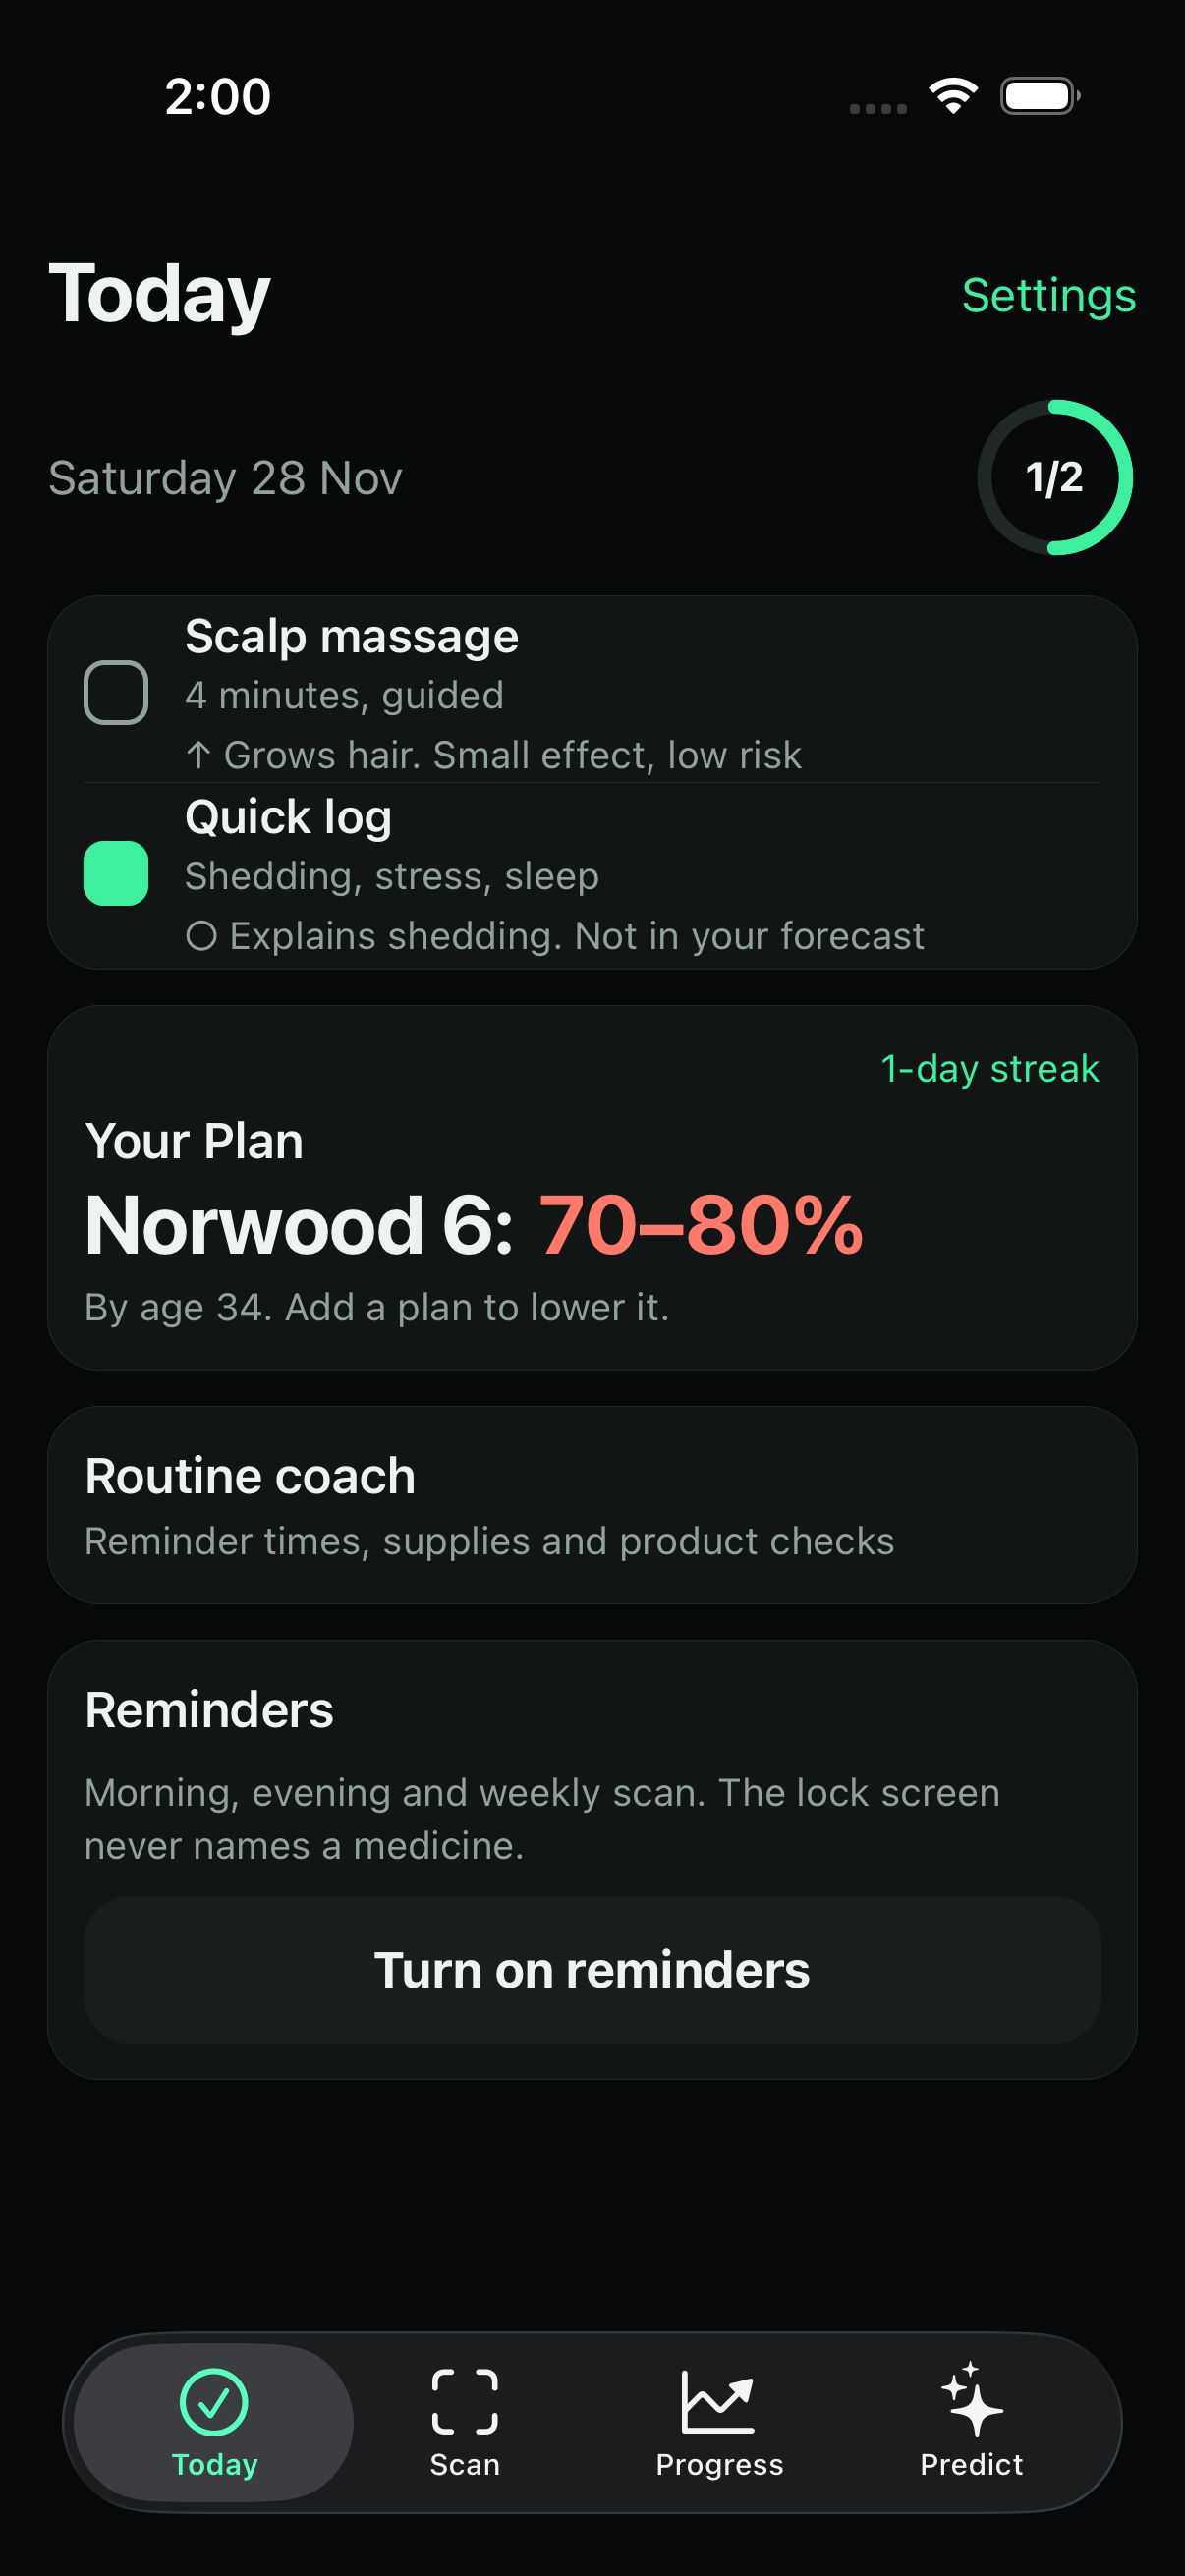 2:00
Today
Settings
Saturday 28 Nov
1/2
Scalp massage
4 minutes, guided
↑ Grows hair. Small effect, low risk
Quick log
Shedding, stress, sleep
○ Explains shedding. Not in your forecast
1-day streak
Your Plan
Norwood 6: 70–80%
By age 34. Add a plan to lower it.
Routine coach
Reminder times, supplies and product checks
Reminders
Morning, evening and weekly scan. The lock screen
never names a medicine.
Turn on reminders
Today
Scan
Progress
Predict